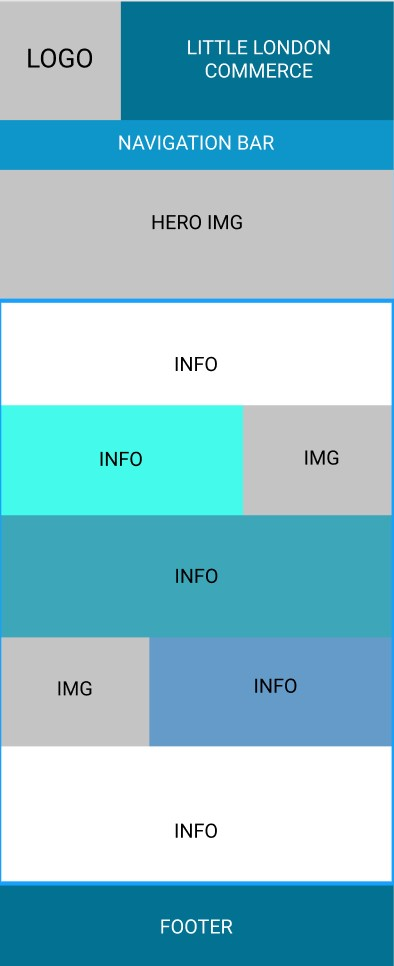 LOGO
LITTLE LONDON
COMMERCE
NAVIGATION BAR
HERO IMG
INFO
INFO
IMG
INFO
IMG
INFO
INFO
FOOTER